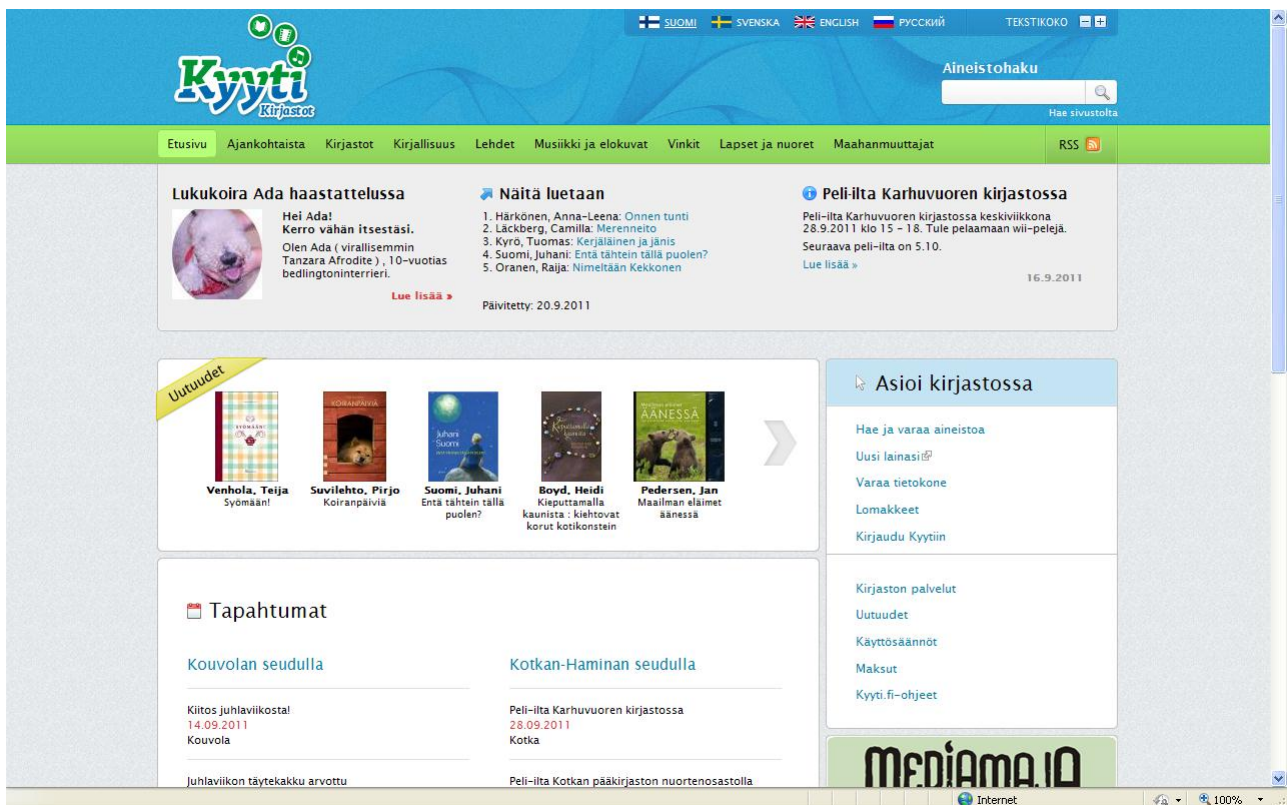 SUOMI
SVENSKA
ENGLISH
РУССКИЙ
TEKSTIKOKO
Kyyti
Kirjastot
Aineistohaku
Hae sivustolta
Etusivu
Ajankohtaista
Kirjastot
Kirjallisuus
Lehdet
Musiikki ja elokuvat
Vinkit
Lapset ja nuoret
Maahanmuuttajat
RSS
Lukukoira Ada haastattelussa
Hei Ada!
Kerro vähän itsestäsi.
Olen Ada ( virallisemmin
Tanzara Afrodite ) , 10-vuotias
bedlingtoninterrieri.
Lue lisää »
Näitä luetaan
1. Härkönen, Anna-Leena: Onnen tunti
2. Läckberg, Camilla: Merenneito
3. Kyrö, Tuomas: Kerjäläinen ja jänis
4. Suomi, Juhani: Entä tähtein tällä puolen?
5. Oranen, Raija: Nimeltään Kekkonen
Päivitetty: 20.9.2011
Peli-ilta Karhuvuoren kirjastossa
Peli-ilta Karhuvuoren kirjastossa keskiviikkona
28.9.2011 klo 15 - 18. Tule pelaamaan wii-pelejä.
Seuraava peli-ilta on 5.10.
Lue lisää »
16.9.2011
Uutuudet
SYÖMÄÄN!
KOIRANPÄIVIÄ
Juhani
Suomi
ÄÄNESSÄ
Venhola, Teija
Syömään!
Suvilehto, Pirjo
Koiranpäiviä
Suomi, Juhani
Entä tähtein tällä
puolen?
Boyd, Heidi
Kieputtamalla
kaunista : kiehtovat
korut kotikonstein
Pedersen, Jan
Maailman eläimet
äänessä
Asioi kirjastossa
Hae ja varaa aineistoa
Uusi lainasi
Varaa tietokone
Lomakkeet
Kirjaudu Kyytiin
Kirjaston palvelut
Uutuudet
Käyttösäännöt
Maksut
Kyyti.fi-ohjeet
Tapahtumat
Kouvolan seudulla
Kiitos juhlaviikosta!
14.09.2011
Kouvola
Juhlaviikon täytekakku arvottu
Kotkan-Haminan seudulla
Peli-ilta Karhuvuoren kirjastossa
28.09.2011
Kotka
Peli-ilta Kotkan pääkirjaston nuortenosastolla
MEDIAMAJA
Internet
100%